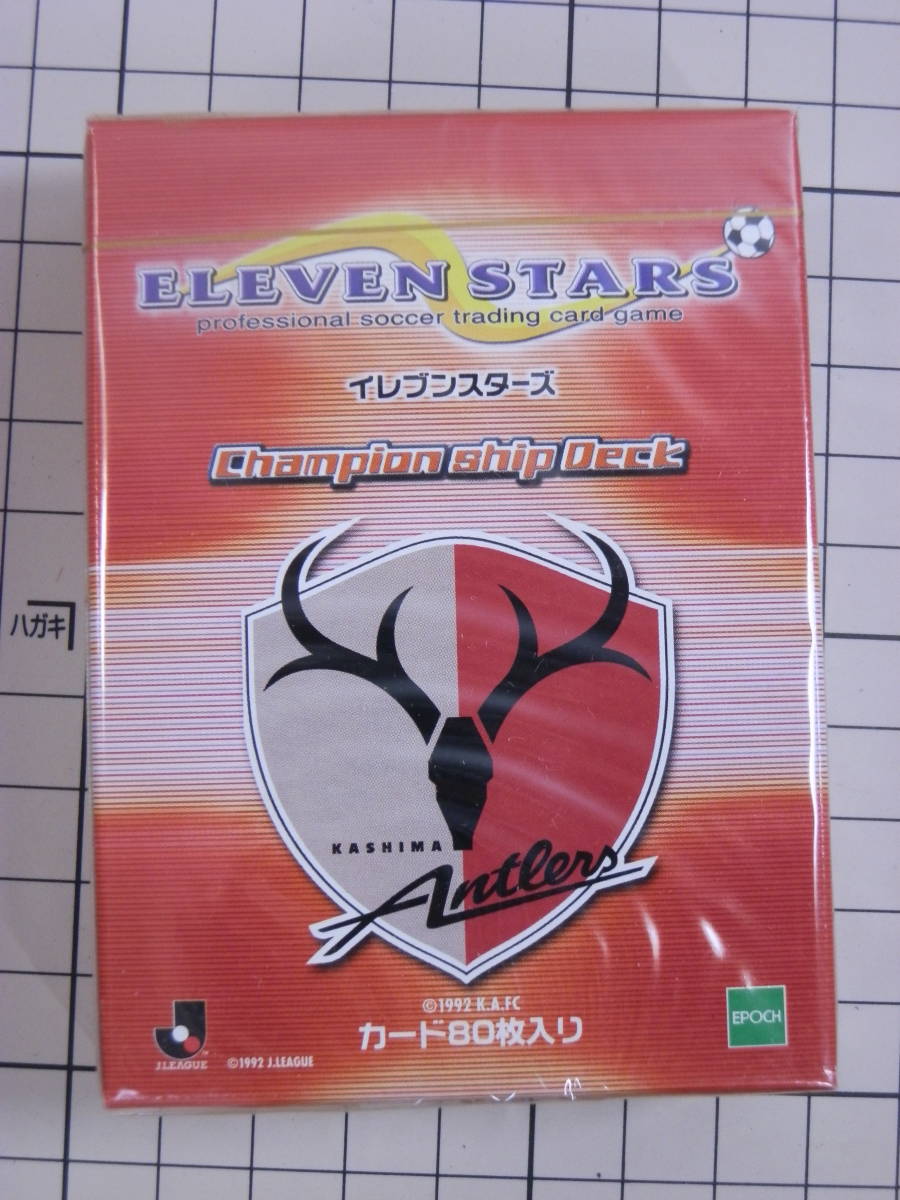 ELEVEN STARS
professional soccer trading card game
イレブンスターズ
Champion ship Deck
ハガキ
KASHIMA
Antlers
©1992 K.A.FC
カード80枚入り
J.LEAGUE
TM
©1992 J.LEAGUE
EPOCH